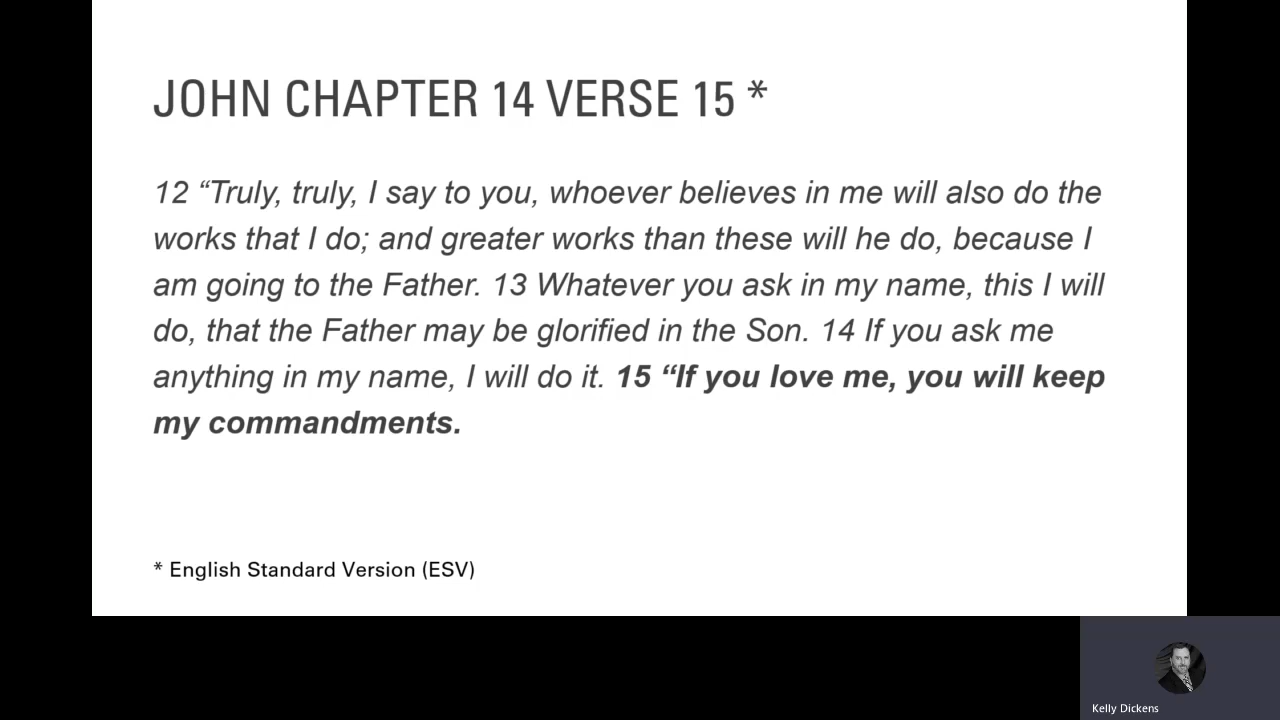 JOHN CHAPTER 14 VERSE 15 *
12 “Truly, truly, I say to you, whoever believes in me will also do the
works that I do; and greater works than these will he do, because I
am going to the Father. 13 Whatever you ask in my name, this I will
do, that the Father may be glorified in the Son. 14 If you ask me
anything in my name, I will do it. 15 “If you love me, you will keep
my commandments.
* English Standard Version (ESV)
Kelly Dickens